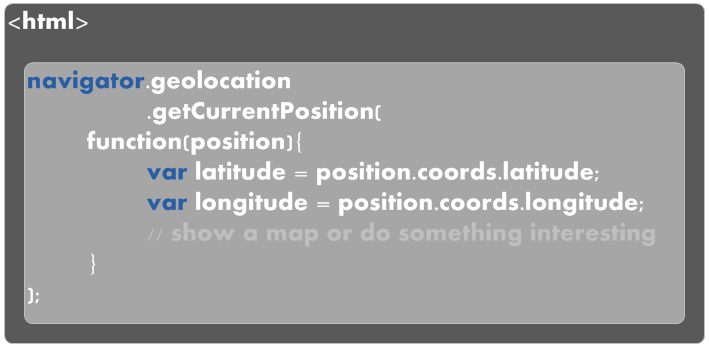 <html>
navigator.geolocation
.getCurrentPosition(
function(position){
var latitude = position.coords.latitude;
var longitude = position.coords.longitude;
// show a map or do something interesting
}
);